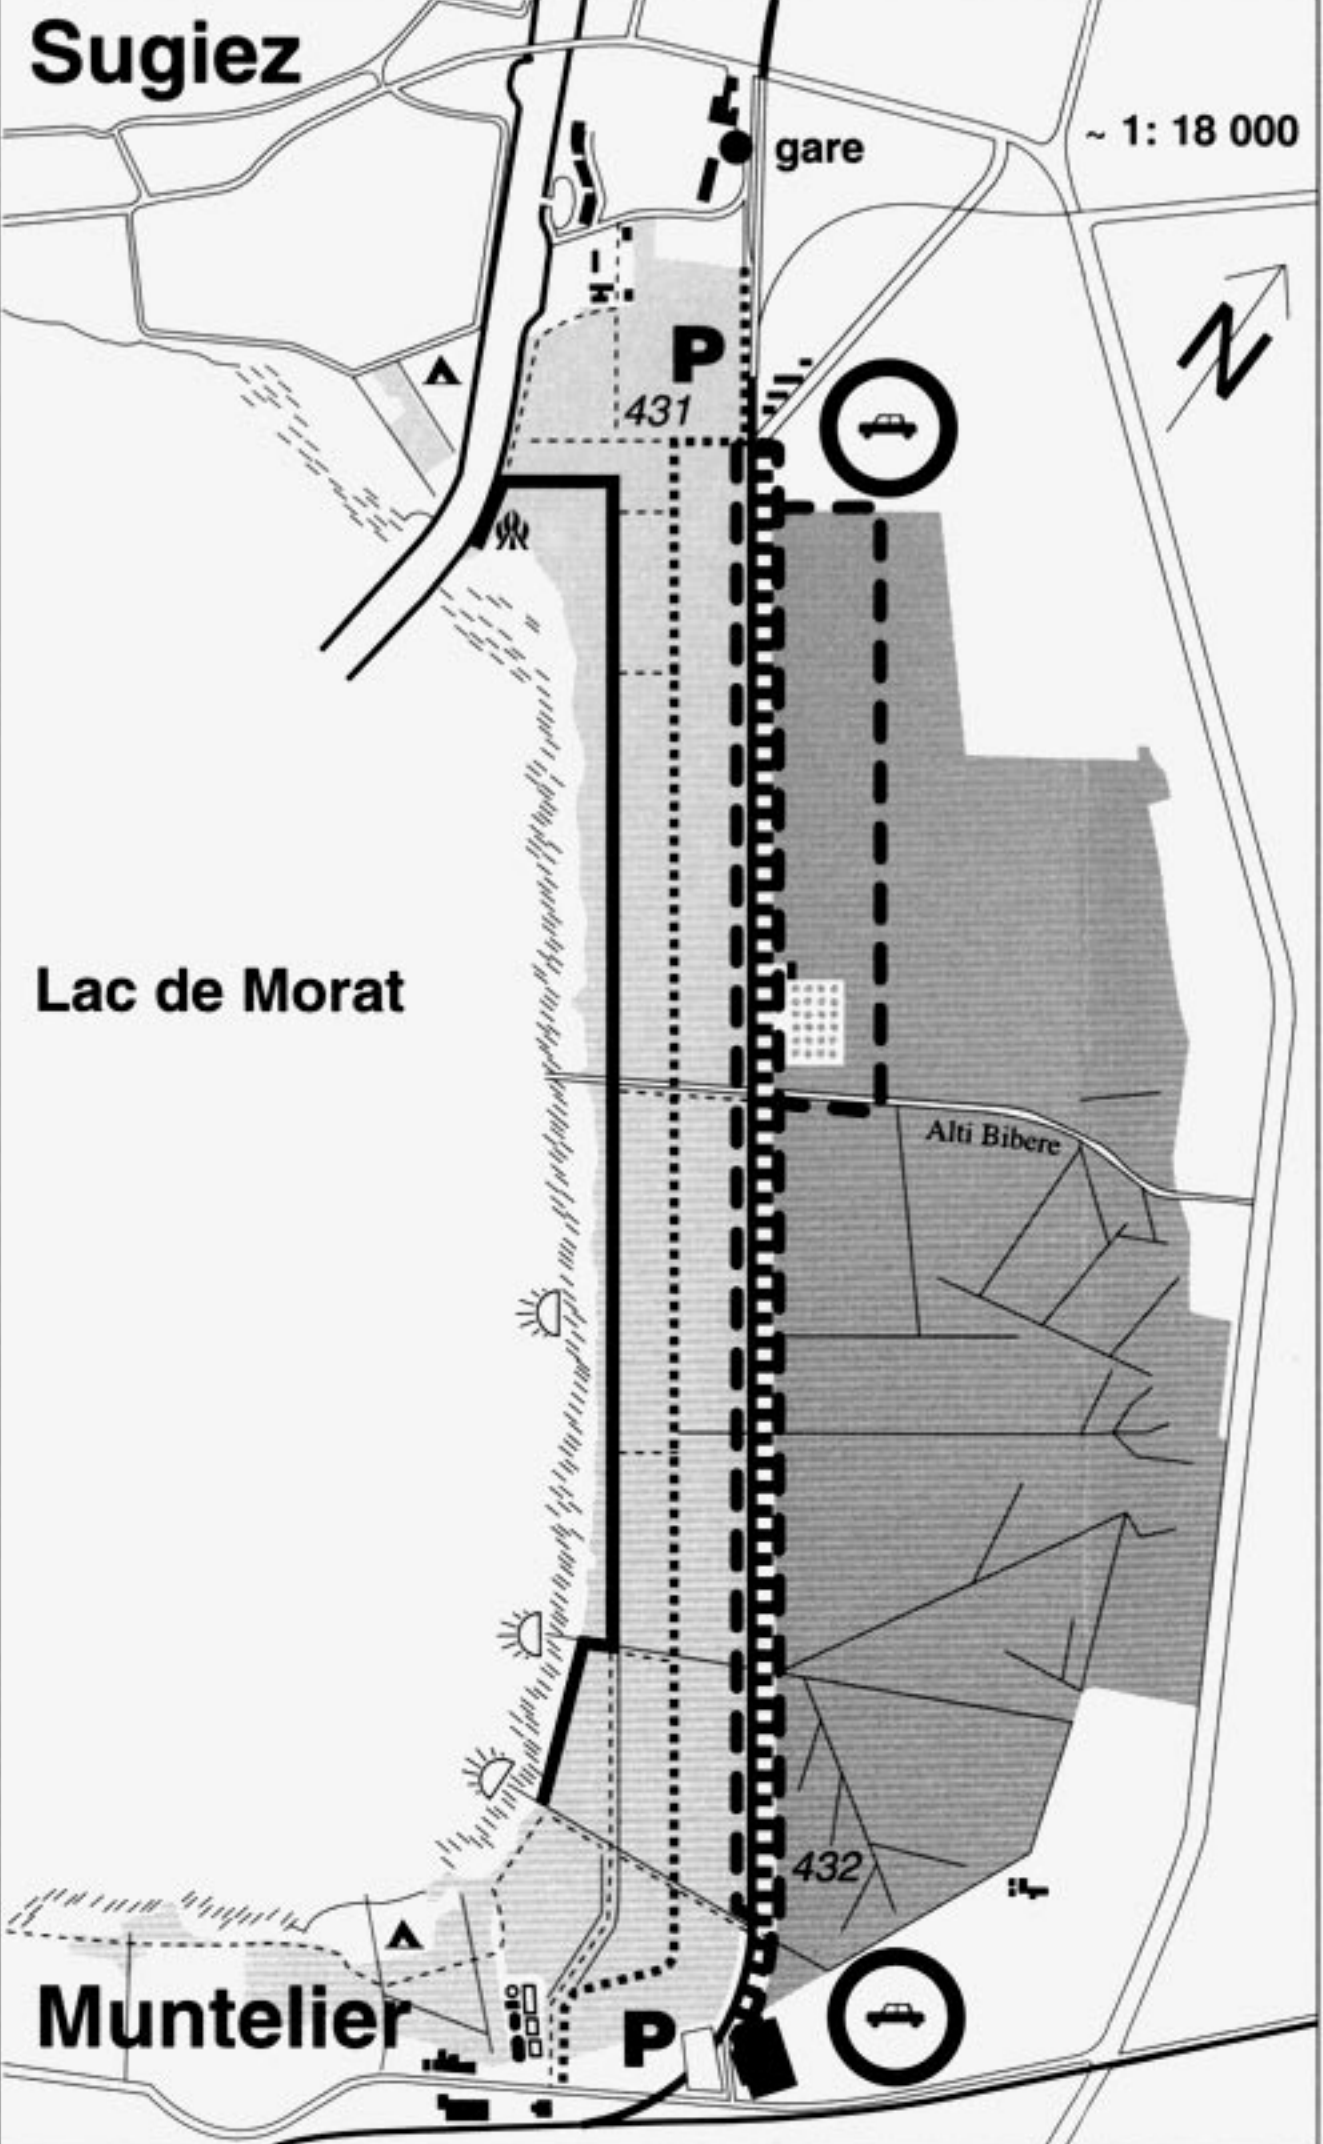 Sugiez
~ 1: 18 000
gare
N
P
431
Lac de Morat
Alti Bibere
432
Muntelier
P